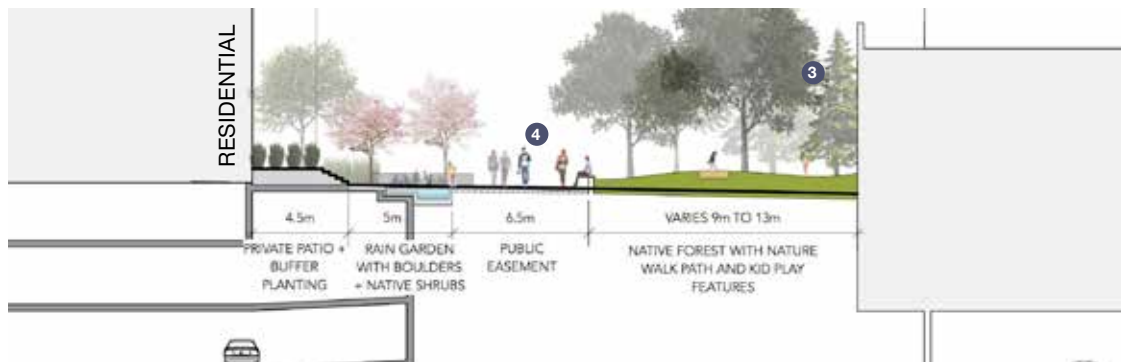 RESIDENTIAL
3
4
4.5m
5m
6.5m
VARIES 9m TO 13m
PRIVATE PATIO +
BUFFER
PLANTING
RAIN GARDEN
WITH BOULDERS
+ NATIVE SHRUBS
PUBLIC
EASEMENT
NATIVE FOREST WITH NATURE
WALK PATH AND KID PLAY
FEATURES